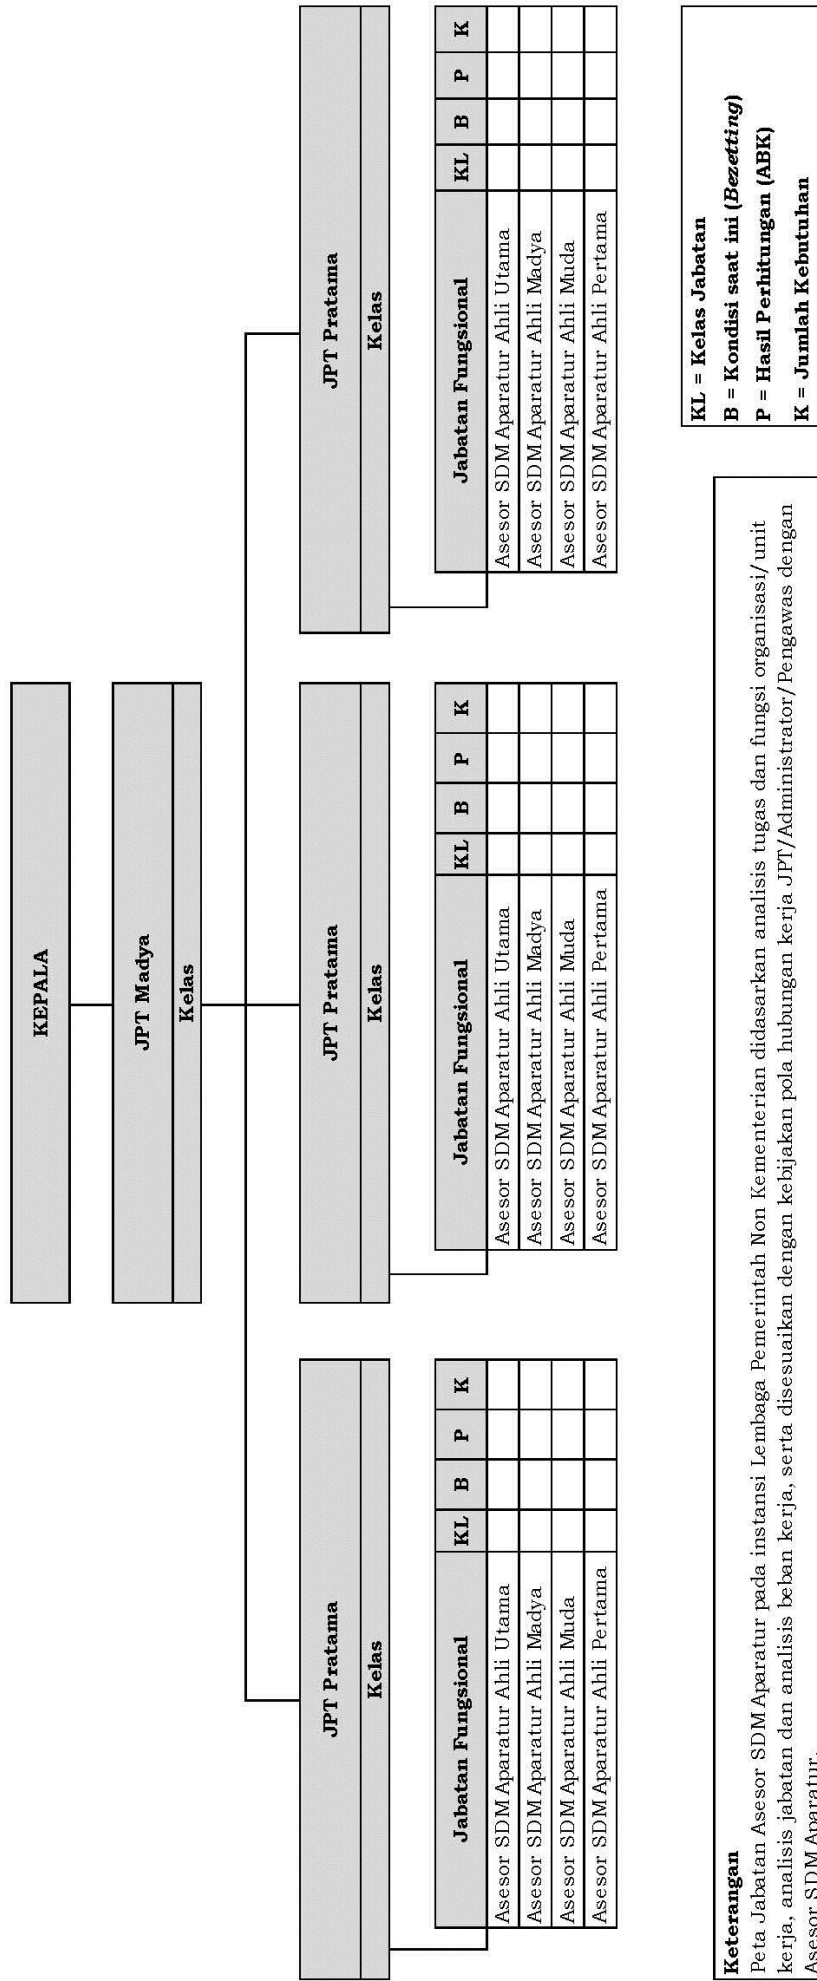 KEPALA
JPT Madya
Kelas
JPT Pratama
Kelas
Jabatan Fungsional KL B P K
Asesor SDM Aparatur Ahli Utama
Asesor SDM Aparatur Ahli Madya
Asesor SDM Aparatur Ahli Muda
Asesor SDM Aparatur Ahli Pertama
JPT Pratama
Kelas
Jabatan Fungsional KL B P K
Asesor SDM Aparatur Ahli Utama
Asesor SDM Aparatur Ahli Madya
Asesor SDM Aparatur Ahli Muda
Asesor SDM Aparatur Ahli Pertama
JPT Pratama
Kelas
Jabatan Fungsional KL B P K
Asesor SDM Aparatur Ahli Utama
Asesor SDM Aparatur Ahli Madya
Asesor SDM Aparatur Ahli Muda
Asesor SDM Aparatur Ahli Pertama
Keterangan
Peta Jabatan Asesor SDM Aparatur pada instansi Lembaga Pemerintah Non Kementerian didasarkan analisis tugas dan fungsi organisasi/unit
kerja, analisis jabatan dan analisis beban kerja, serta disesuaikan dengan kebijakan pola hubungan kerja JPT/Administrator/Pengawas dengan
Asesor SDM Aparatur.
KL = Kelas Jabatan
B = Kondisi saat ini (Bezetting)
P = Hasil Perhitungan (ABK)
K = Jumlah Kebutuhan